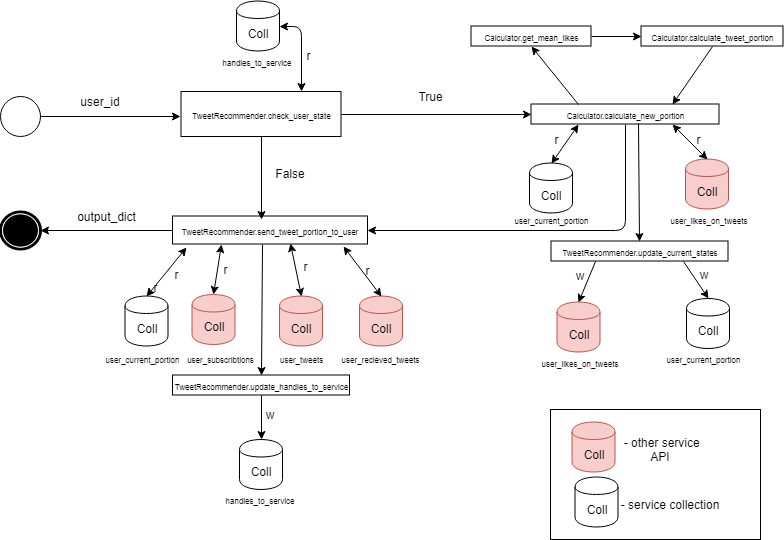 Coll
handles_to_service
r
Calculator.get_mean_likes
Calculator.calculate_tweet_portion
user_id
TweetRecommender.check_user_state
True
Calculator.calculate_new_portion
False
r
Coll
user_current_portion
r
Coll
user_likes_on_tweets
output_dict
TweetRecommender.send_tweet_portion_to_user
TweetRecommender.update_current_states
r
r
r
r
r
Coll
user_current_portion
Coll
user_subscribtions
Coll
user_tweets
Coll
user_recieved_tweets
w
Coll
user_likes_on_tweets
w
Coll
user_current_portion
TweetRecommender.update_handles_to_service
w
Coll
handles_to_service
Coll
- other service
API
Coll
- service collection